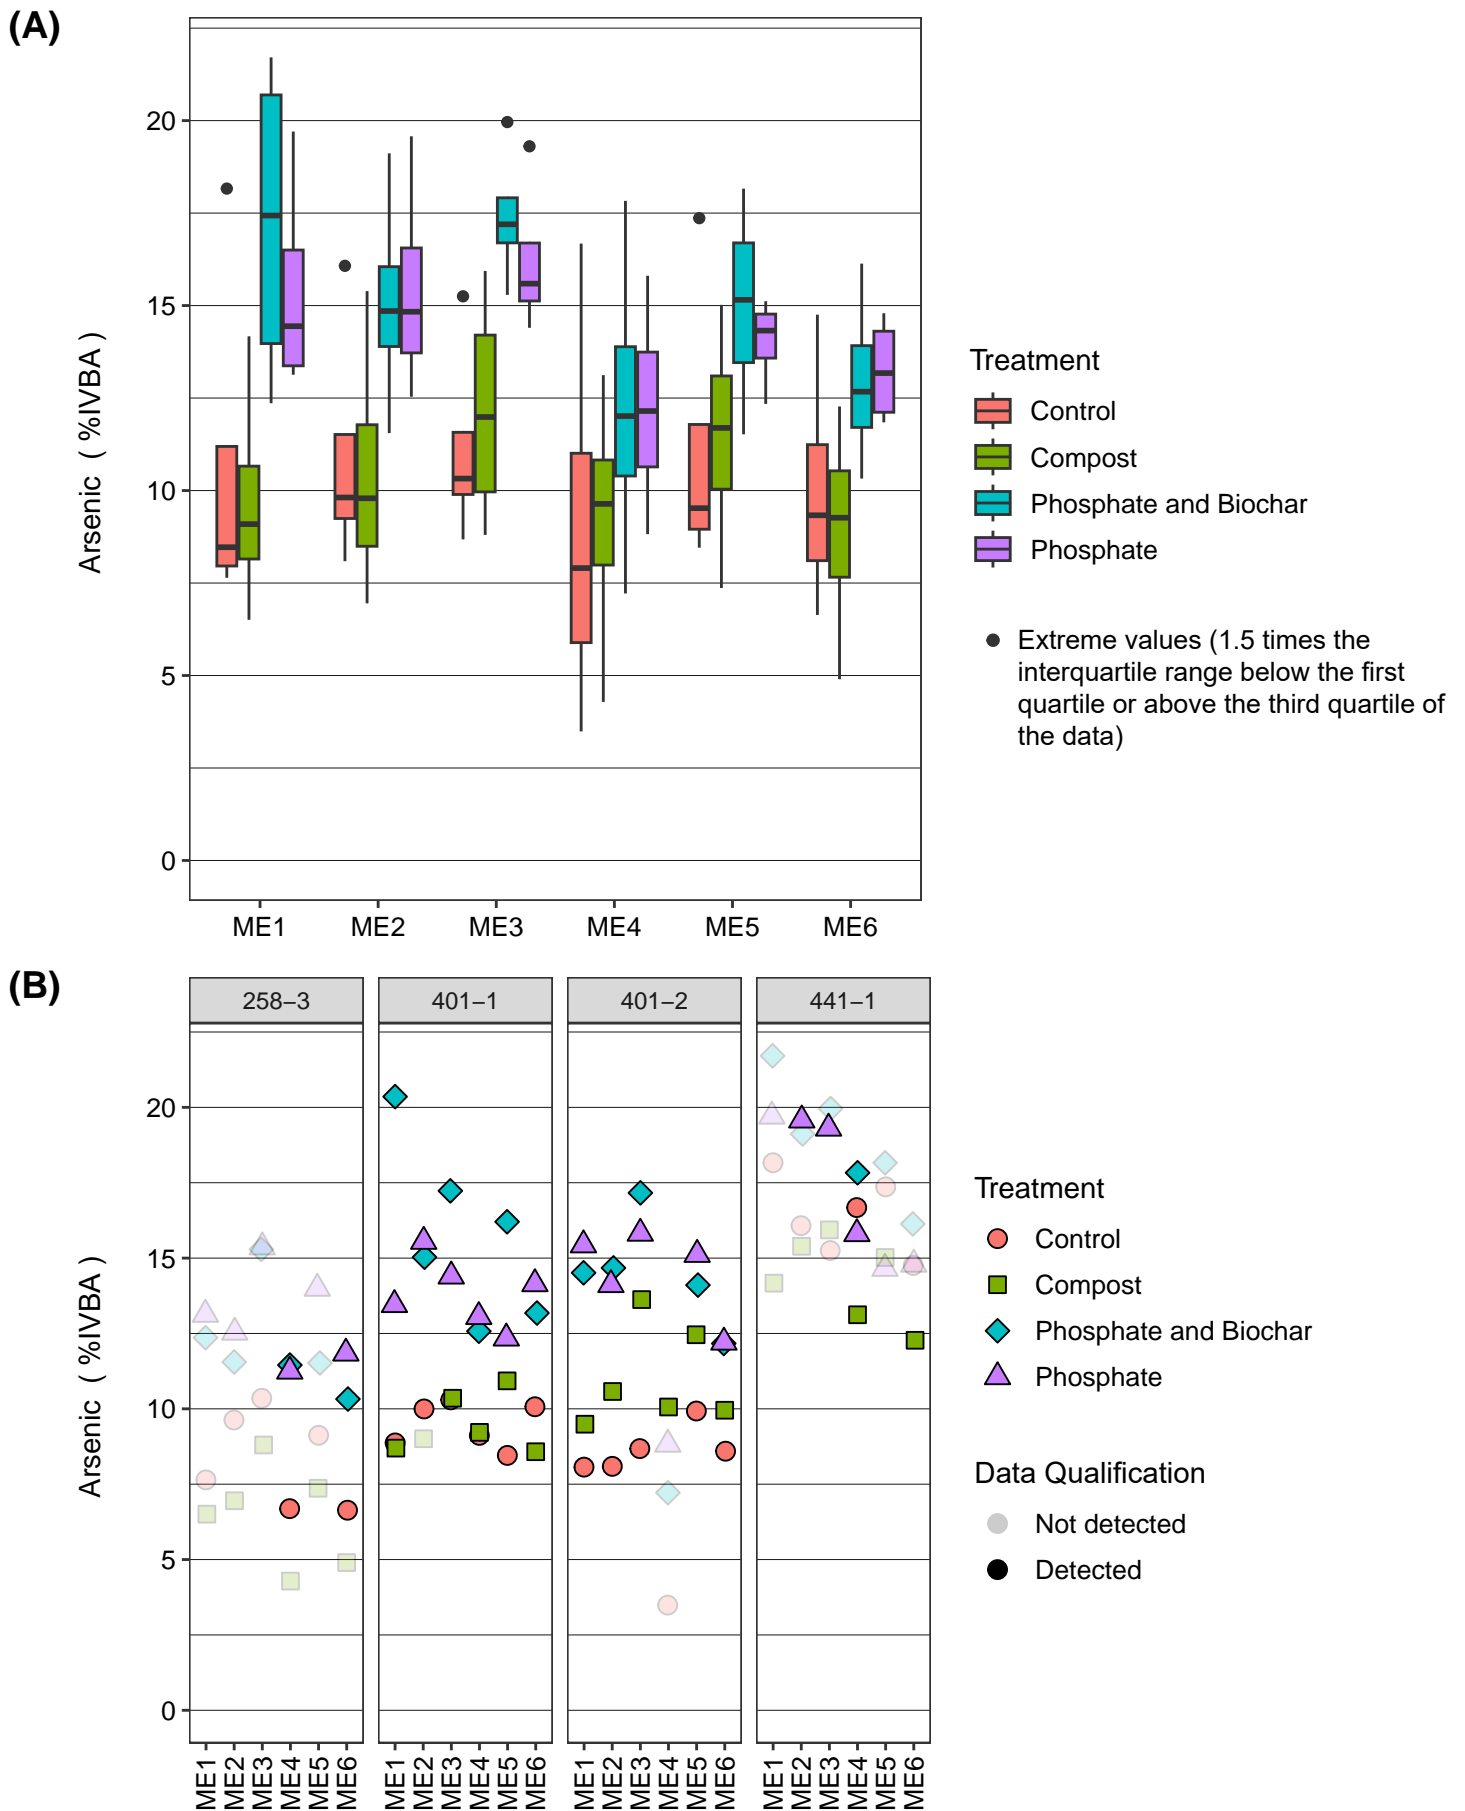 (A)
20
15
10
5
0
Arsenic ( %IVBA )
ME1 ME2 ME3 ME4 ME5 ME6
Treatment
Control
Compost
Phosphate and Biochar
Phosphate
Extreme values (1.5 times the
interquartile range below the first
quartile or above the third quartile of
the data)
(B)
258–3 401–1 401–2 441–1
20
15
10
5
0
Arsenic ( %IVBA )
ME1 ME2 ME3 ME4 ME5 ME6 ME1 ME2 ME3 ME4 ME5 ME6 ME1 ME2 ME3 ME4 ME5 ME6 ME1 ME2 ME3 ME4 ME5 ME6
Treatment
Control
Compost
Phosphate and Biochar
Phosphate
Data Qualification
Not detected
Detected